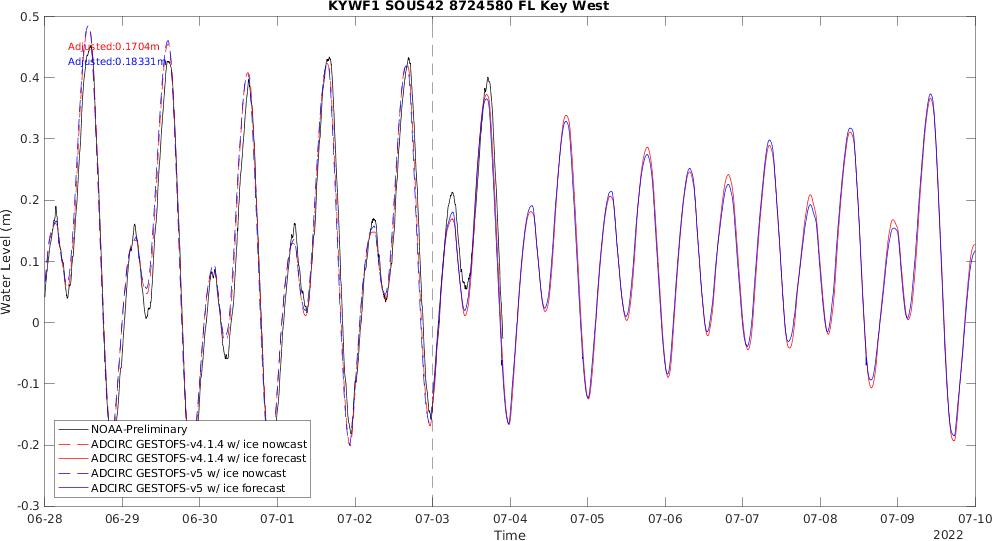 KYWF1 SOUS42 8724580 FL Key West
0.5
Adjusted:0.1704m
Adjusted:0.18331m
0.4
0.3
0.2
0.1
0
-0.1
-0.2
-0.3
Water Level (m)
NOAA-Preliminary
ADCIRC GESTOFS-v4.1.4 w/ ice nowcast
ADCIRC GESTOFS-v4.1.4 w/ ice forecast
ADCIRC GESTOFS-v5 w/ ice nowcast
ADCIRC GESTOFS-v5 w/ ice forecast
06-28 06-29 06-30 07-01 07-02 07-03 07-04 07-05 07-06 07-07 07-08 07-09 07-10
Time
2022